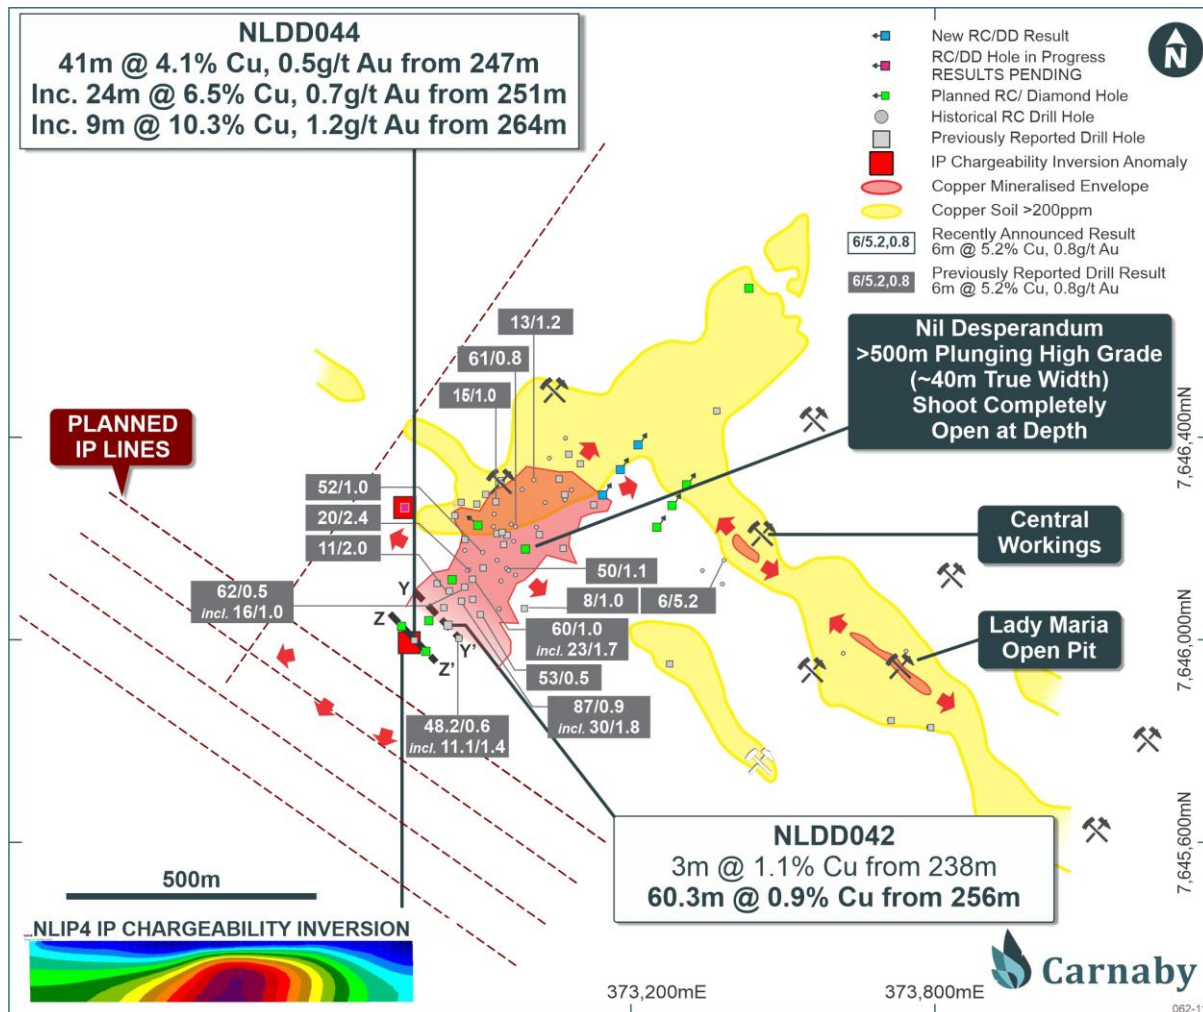 NLDD044
41m @ 4.1% Cu, 0.5g/t Au from 247m
Inc. 24m @ 6.5% Cu, 0.7g/t Au from 251m
Inc. 9m @ 10.3% Cu, 1.2g/t Au from 264m
New RC/DD Result
RC/DD Hole in Progress
RESULTS PENDING
Planned RC/ Diamond Hole
Historical RC Drill Hole
Previously Reported Drill Hole
IP Chargeability Inversion Anomaly
Copper Mineralised Envelope
Copper Soil >200ppm
6/5.2,0.8
Recently Announced Result
6m @ 5.2% Cu, 0.8g/t Au
6/5.2,0.8
Previously Reported Drill Result
6m @ 5.2% Cu, 0.8g/t Au
N
13/1.2
61/0.8
15/1.0
Nil Desperandum
>500m Plunging High Grade
(~40m True Width)
Shoot Completely
Open at Depth
PLANNED
IP LINES
7,646,400mN
52/1.0
20/2.4
11/2.0
Central
Workings
62/0.5
incl. 16/1.0
Y
50/1.1
8/1.0
6/5.2
Z
Y'
Z'
60/1.0
incl. 23/1.7
Lady Maria
Open Pit
7,646,000mN
53/0.5
87/0.9
incl. 30/1.8
48.2/0.6
incl. 11.1/1.4
NLDD042
3m @ 1.1% Cu from 238m
60.3m @ 0.9% Cu from 256m
7,645,600mN
500m
NLIP4 IP CHARGEABILITY INVERSION
Carnaby
373,200mE
373,800mE